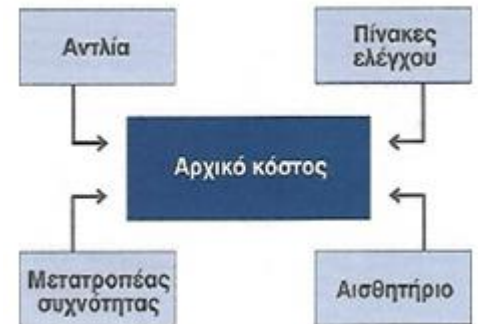 Αντλία
Πίνακες
ελέγχου
Αρχικό κόστος
Μετατροπέας
συχνότητας
Αισθητήριο